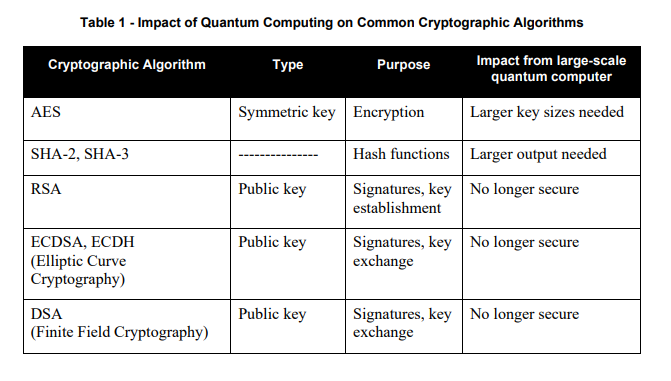 Table 1 - Impact of Quantum Computing on Common Cryptographic Algorithms
Cryptographic Algorithm Type Purpose Impact from large-scale
quantum computer
AES Symmetric key Encryption Larger key sizes needed
SHA-2, SHA-3 --------------- Hash functions Larger output needed
RSA Public key Signatures, key No longer secure
establishment
ECDSA, ECDH Public key Signatures, key No longer secure
(Elliptic Curve exchange
Cryptography)
DSA Public key Signatures, key No longer secure
(Finite Field Cryptography) exchange